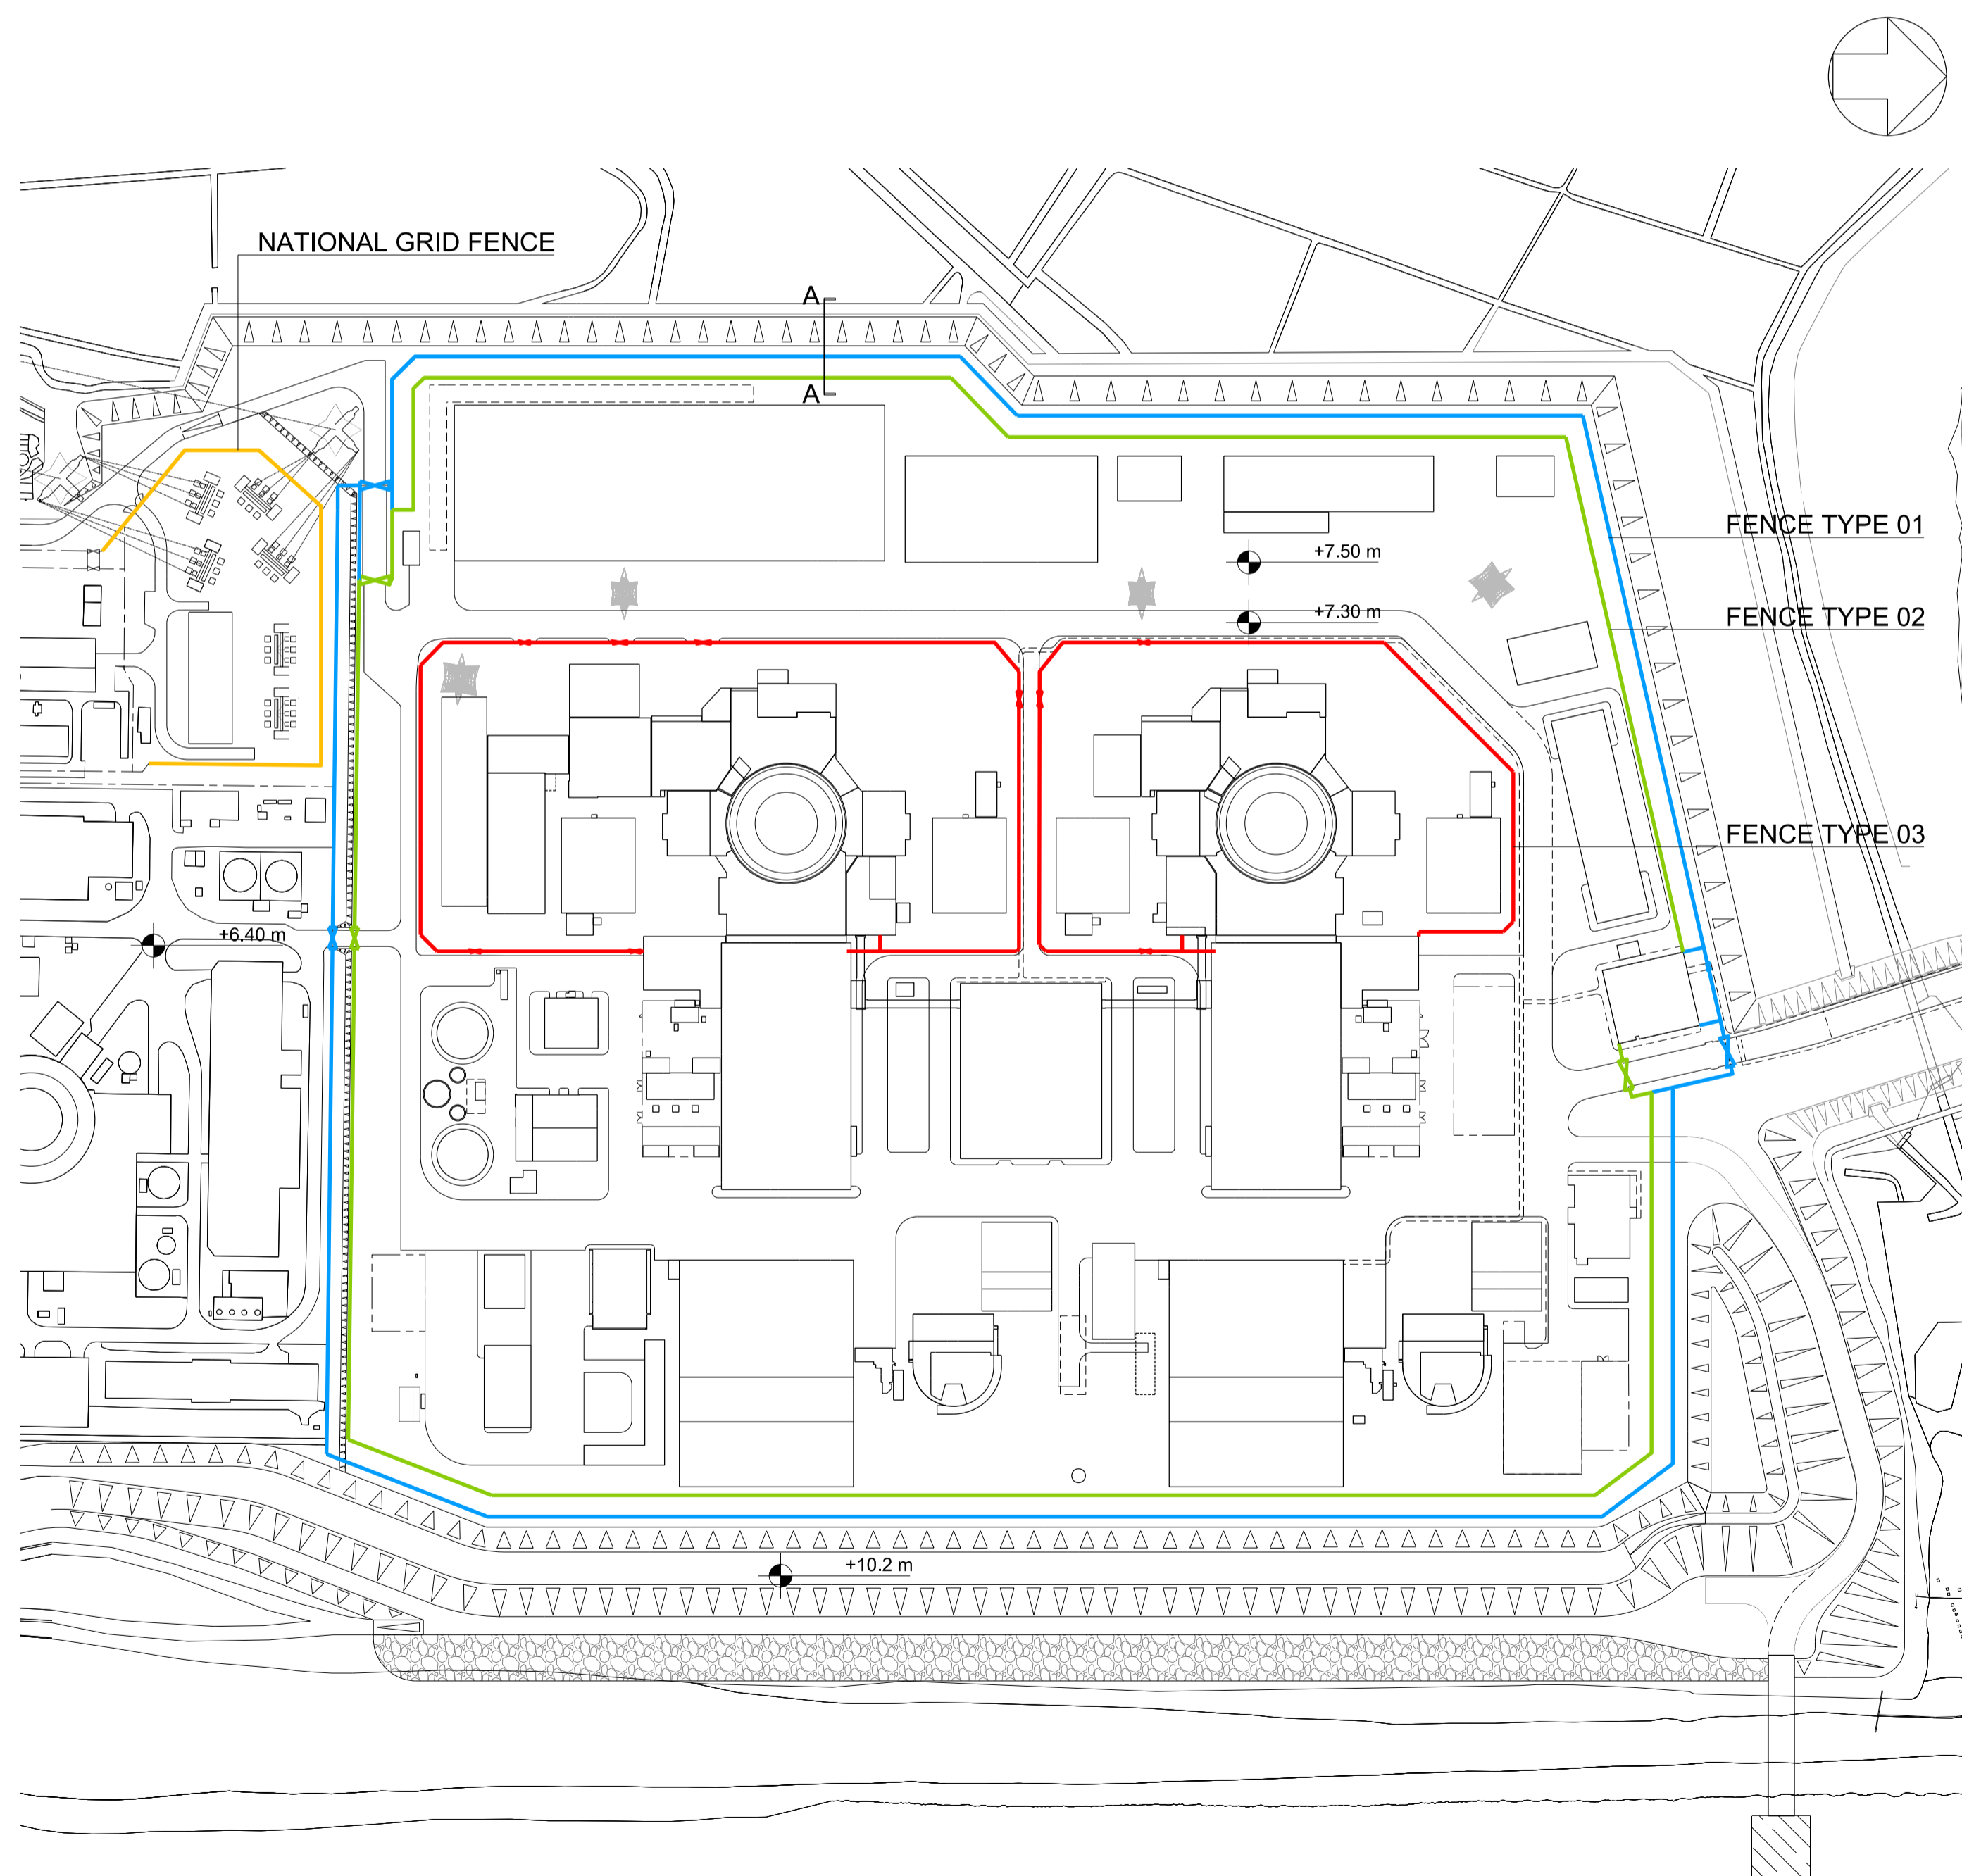 NATIONAL GRID FENCE
A
A
FENCE TYPE 01
+7.50 m
+7.30 m
FENCE TYPE 02
FENCE TYPE 03
+6.40 m
+10.2 m